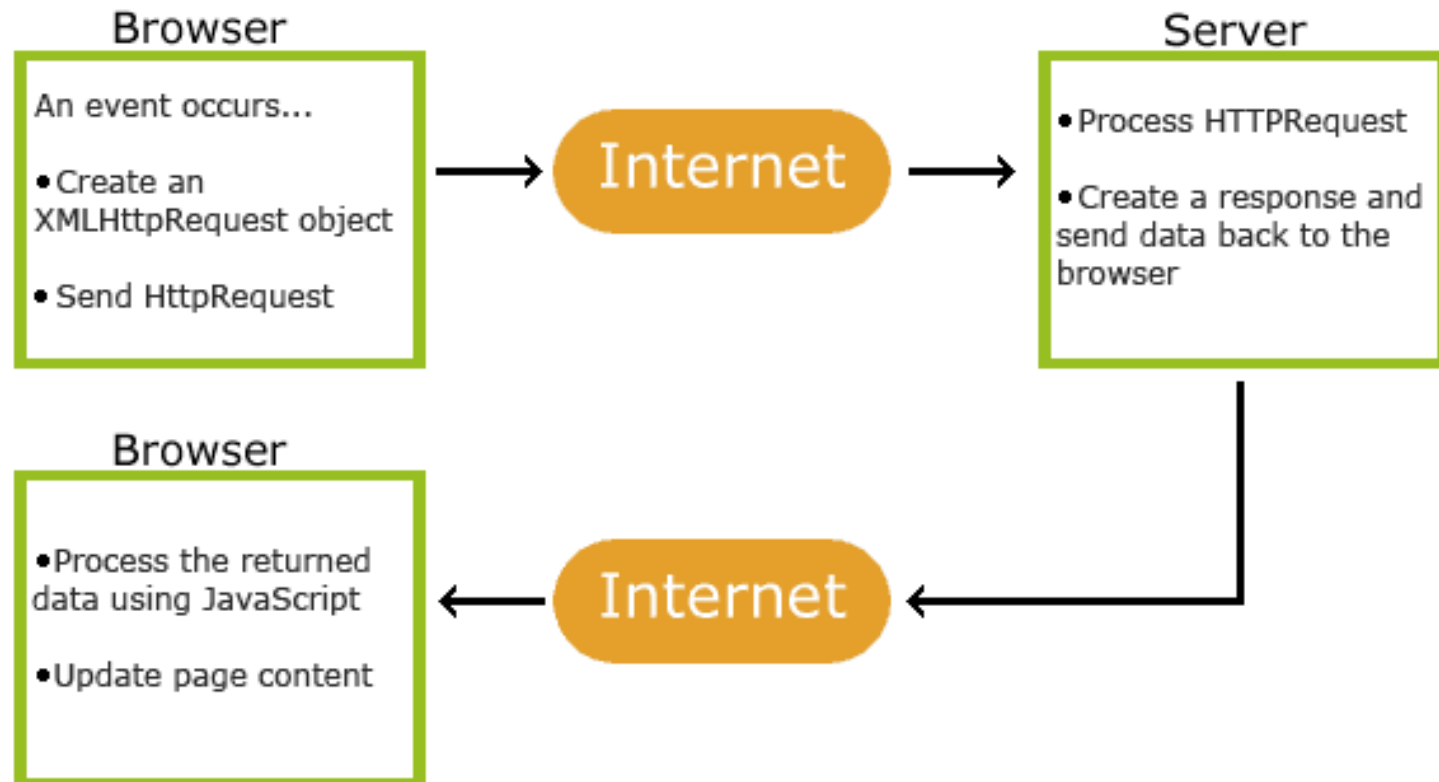 Browser
An event occurs...
•Create an
XMLHttpRequest object
• Send HttpRequest
Internet
Server
•Process HTTPRequest
•Create a response and
send data back to the
browser
Browser
•Process the returned
data using JavaScript
•Update page content
Internet